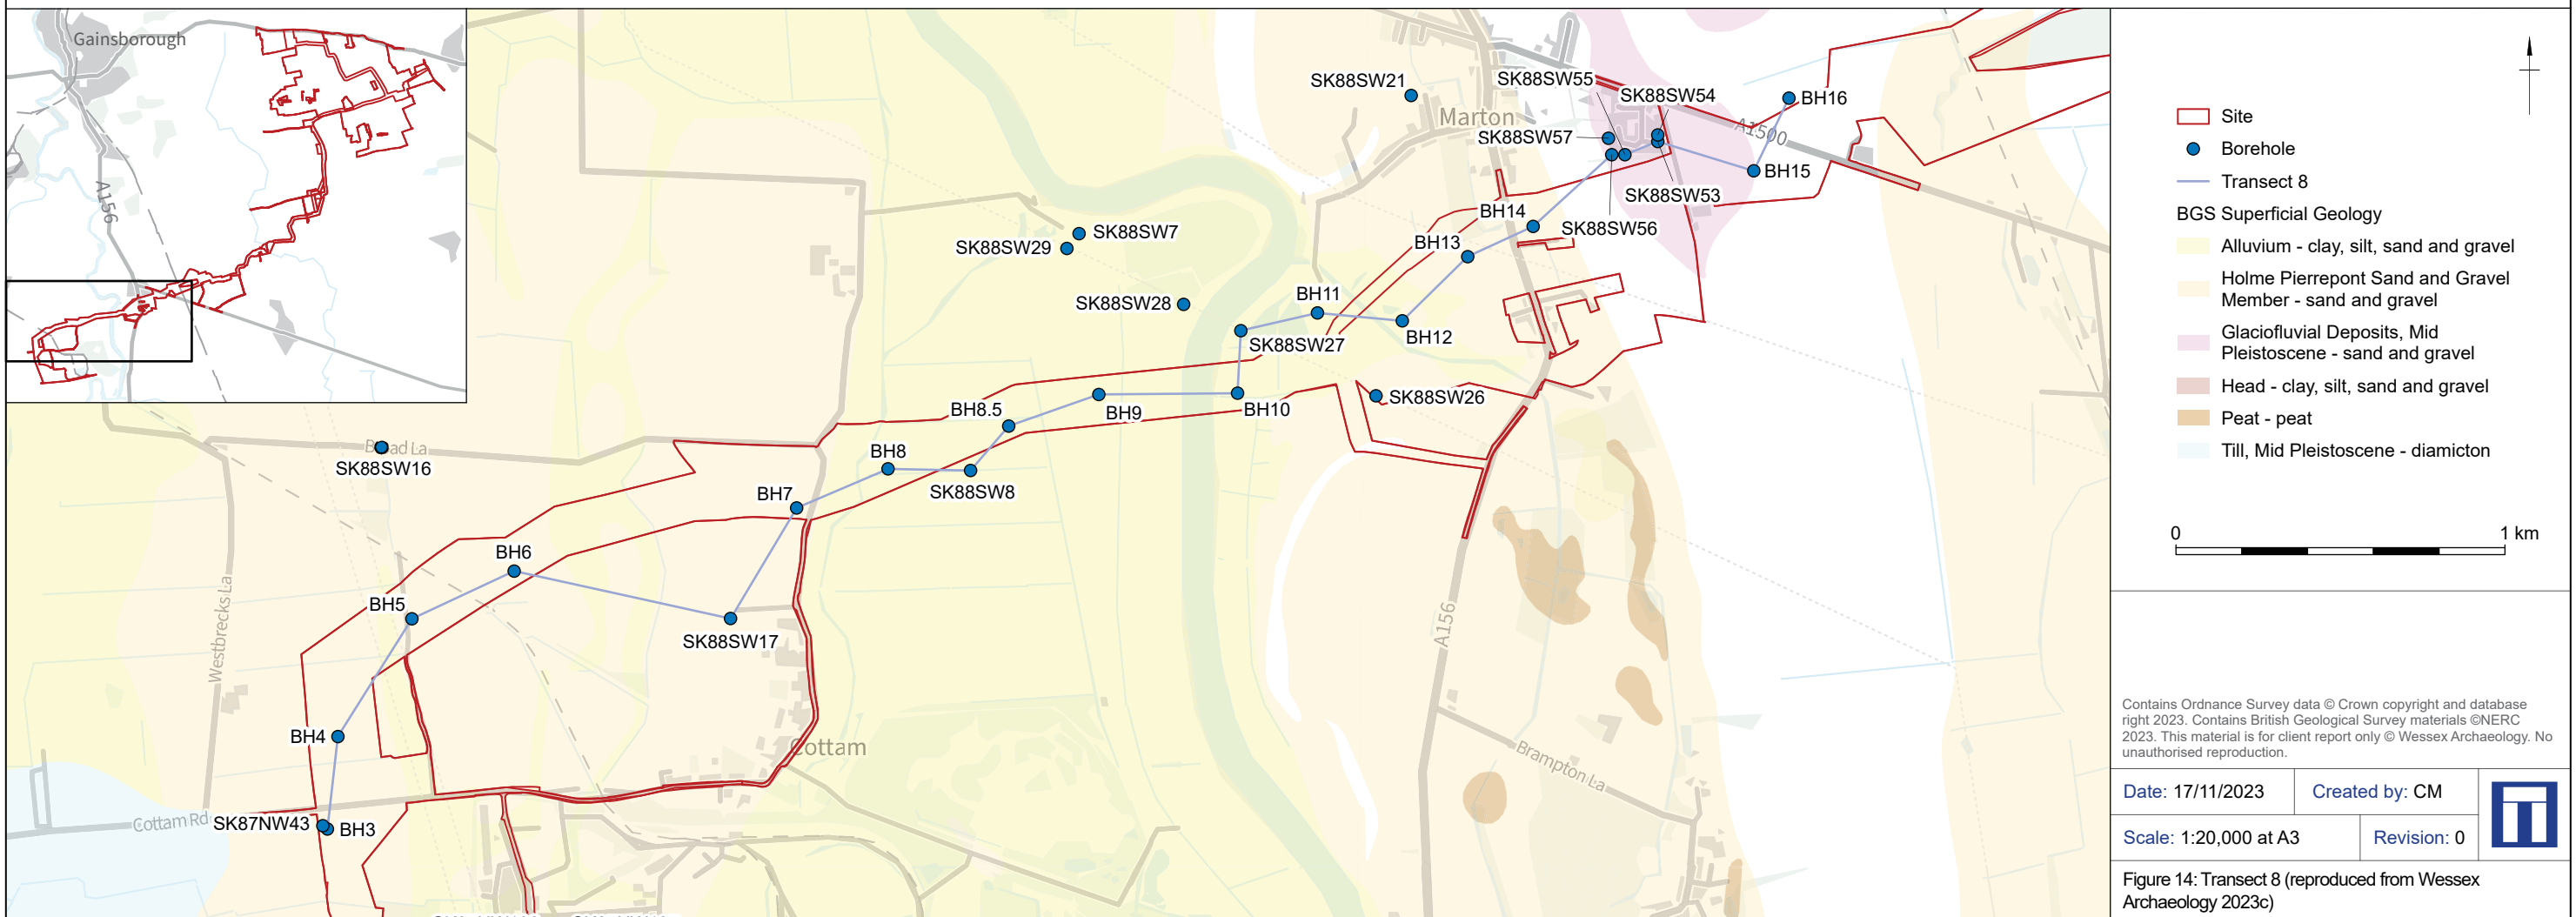 Gainsborough
A156
SK88SW21
Marton
SK88SW55
SK88SW54
SK88SW57
BH16
A1500
BH15
SK88SW53
SK88SW56
BH14
BH13
SK88SW7
SK88SW29
SK88SW28
BH11
SK88SW27
BH12
BH10
BH9
BH8.5
SK88SW26
SK88SW16
BH8
SK88SW8
BH7
BH6
BH5
SK88SW17
Westbrecks La
A156
BH4
Cottam
Brampton La
Cottam Rd
SK87NW43
BH3
Site
Borehole
Transect 8
BGS Superficial Geology
Alluvium - clay, silt, sand and gravel
Holme Pierrepont Sand and Gravel
Member - sand and gravel
Glaciofluvial Deposits, Mid
Pleistoscene - sand and gravel
Head - clay, silt, sand and gravel
Peat - peat
Till, Mid Pleistoscene - diamicton
0 1 km
Contains Ordnance Survey data © Crown copyright and database
right 2023. Contains British Geological Survey materials ©NERC
2023. This material is for client report only © Wessex Archaeology. No
unauthorised reproduction.
Date: 17/11/2023
Created by: CM
Scale: 1:20,000 at A3
Revision: 0
Figure 14: Transect 8 (reproduced from Wessex
Archaeology 2023c)